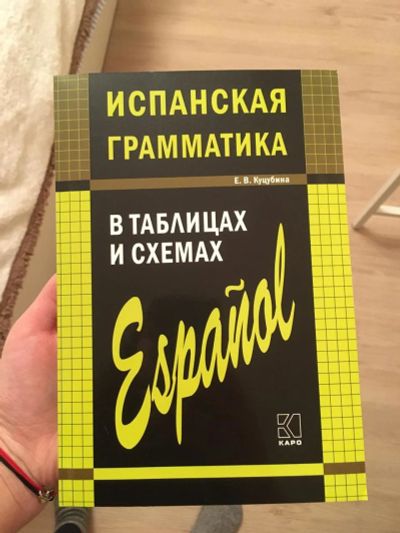 ИСПАНСКАЯ
ГРАММАТИКА
Е. В. Куцубина
В ТАБЛИЦАХ
И СХЕМАХ
Español
КАРО